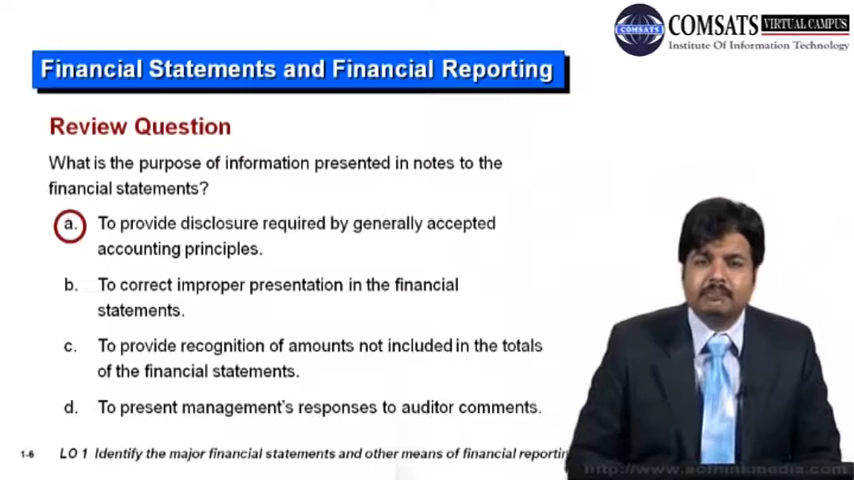 COMSATS VIRTUAL CAMPUS
COMSATS
Institute Of Information Technology
Financial Statements and Financial Reporting
Review Question
What is the purpose of information presented in notes to the
financial statements?
a. To provide disclosure required by generally accepted
accounting principles.
b. To correct improper presentation in the financial
statements.
c. To provide recognition of amounts not included in the totals
of the financial statements.
d. To present management's responses to auditor comments.
1-6 LO 1 Identify the major financial statements and other means of financial reportin
http://www.sothinkmedia.com